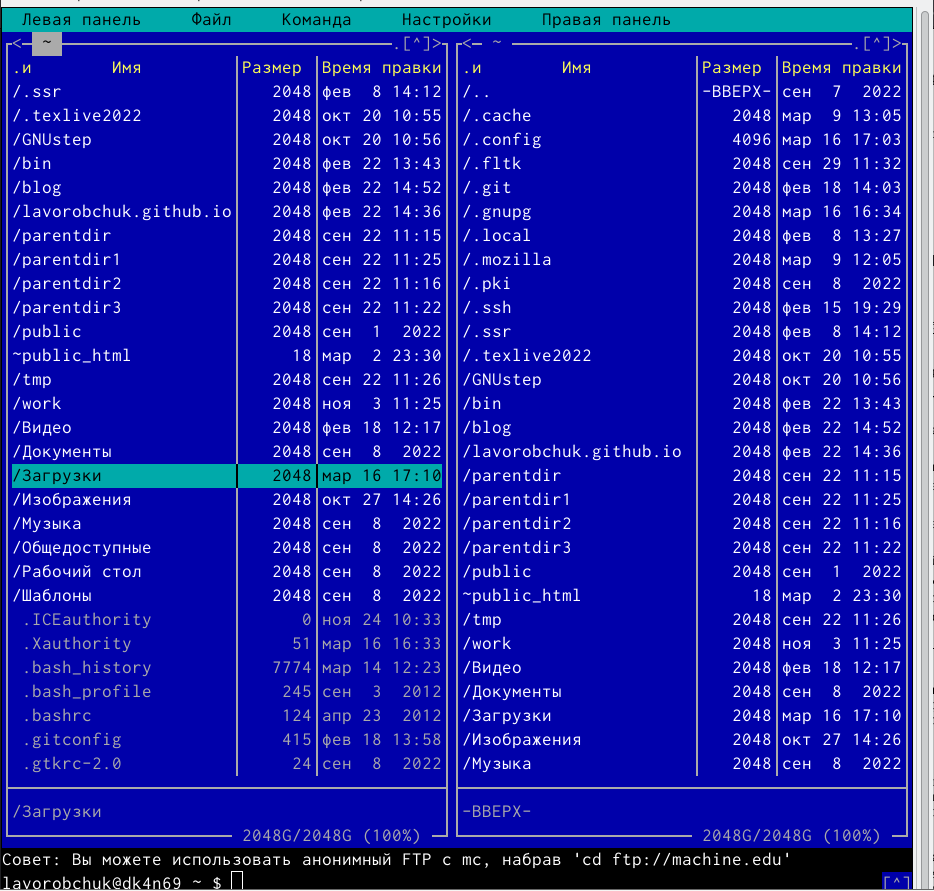 Левая панель Файл Команда Настройки Правая панель
<─ ~ .[^]>
.и Имя Размер Время правки
/.ssr 2048 фев 8 14:12
/.texlive2022 2048 окт 20 10:55
/GNUstep 2048 окт 20 10:56
/bin 2048 фев 22 13:43
/blog 2048 фев 22 14:52
/lavorobchuk.github.io 2048 фев 22 14:36
/parentdir 2048 сен 22 11:15
/parentdir1 2048 сен 22 11:25
/parentdir2 2048 сен 22 11:16
/parentdir3 2048 сен 22 11:22
/public 2048 сен 1 2022
~public_html 18 мар 2 23:30
/tmp 2048 сен 22 11:26
/work 2048 ноя 3 11:25
/Видео 2048 фев 18 12:17
/Документы 2048 сен 8 2022
/Загрузки 2048 мар 16 17:10
/Изображения 2048 окт 27 14:26
/Музыка 2048 сен 8 2022
/Общедоступные 2048 сен 8 2022
/Рабочий стол 2048 сен 8 2022
/Шаблоны 2048 сен 8 2022
.ICEauthority 0 ноя 24 10:33
.Xauthority 51 мар 16 16:33
.bash_history 7774 мар 14 12:23
.bash_profile 245 сен 3 2012
.bashrc 124 апр 23 2012
.gitconfig 415 фев 18 13:58
.gtkrc-2.0 24 сен 8 2022
/Загрузки
2048G/2048G (100%)
<─ ~ .[^]>
.и Имя Размер Время правки
/.. -ВВЕРХ- сен 7 2022
/.cache 2048 мар 9 13:05
/.config 4096 мар 16 17:03
/.fltk 2048 сен 29 11:32
/.git 2048 фев 18 14:03
/.gnupg 2048 мар 16 16:34
/.local 2048 фев 8 13:27
/.mozilla 2048 мар 9 12:05
/.pki 2048 сен 8 2022
/.ssh 2048 фев 15 19:29
/.ssr 2048 фев 8 14:12
/.texlive2022 2048 окт 20 10:55
/GNUstep 2048 окт 20 10:56
/bin 2048 фев 22 13:43
/blog 2048 фев 22 14:52
/lavorobchuk.github.io 2048 фев 22 14:36
/parentdir 2048 сен 22 11:15
/parentdir1 2048 сен 22 11:25
/parentdir2 2048 сен 22 11:16
/parentdir3 2048 сен 22 11:22
/public 2048 сен 1 2022
~public_html 18 мар 2 23:30
/tmp 2048 сен 22 11:26
/work 2048 ноя 3 11:25
/Видео 2048 фев 18 12:17
/Документы 2048 сен 8 2022
/Загрузки 2048 мар 16 17:10
/Изображения 2048 окт 27 14:26
/Музыка 2048 сен 8 2022
-ВВЕРХ-
2048G/2048G (100%)
Совет: Вы можете использовать анонимный FTP с mc, набрав 'cd ftp://machine.edu'
lavorobchuk@dk4n69 ~ $ [^]